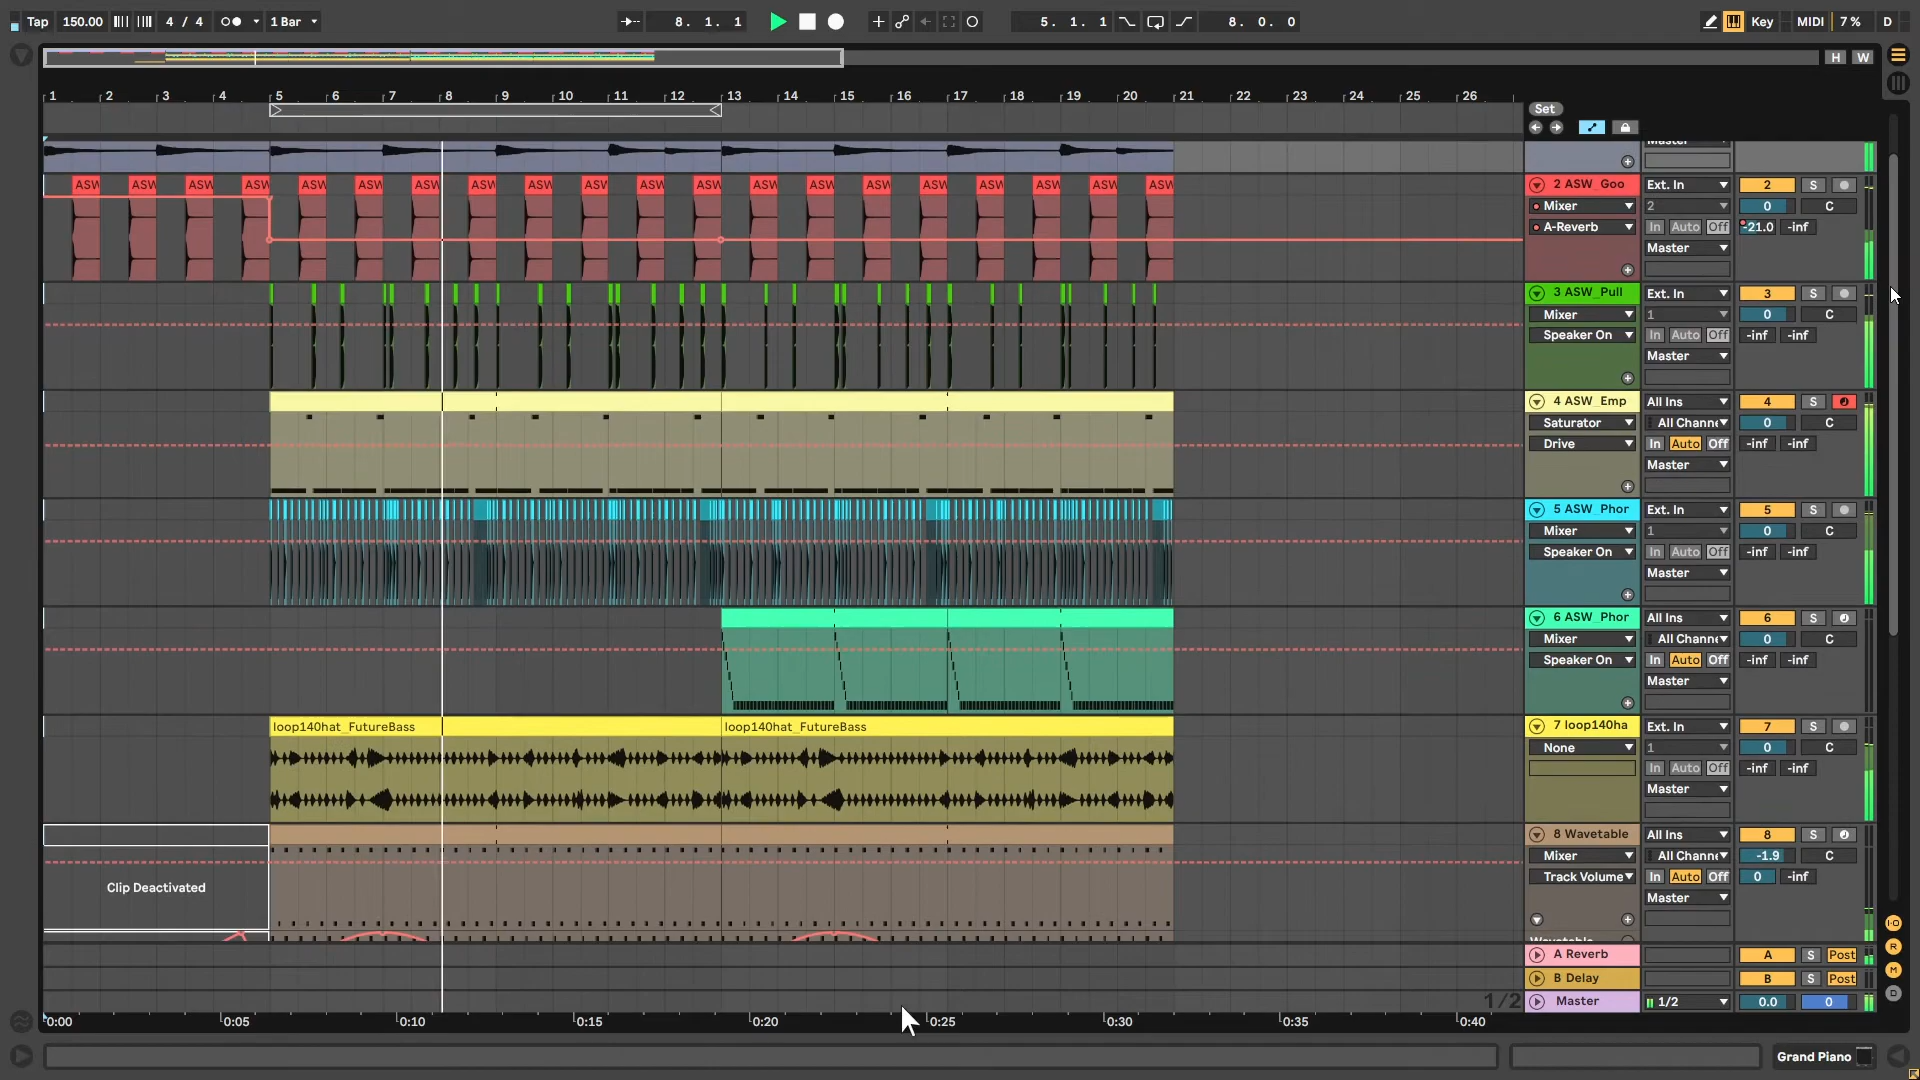 Tap 150.00 4 / 4 1 Bar 8. 1. 1 5. 1. 1 8. 0. 0 Key MIDI 7 % D
H W
1 2 3 4 5 6 7 8 9 10 11 12 13 14 15 16 17 18 19 20 21 22 23 24 25 26
Set
Master
ASW ASW ASW ASW ASW ASW ASW ASW ASW ASW ASW ASW ASW ASW ASW ASW ASW ASW ASW ASW
2 ASW_Goo Ext. In 2 S
Mixer 2 0 C
A-Reverb In Auto Off -21.0 -inf
Master
3 ASW_Pull Ext. In 3 S
Mixer 1 0 C
Speaker On In Auto Off -inf -inf
Master
4 ASW_Emp All Ins 4 S
Saturator All Channe 0 C
Drive In Auto Off -inf -inf
Master
5 ASW_Phor Ext. In 5 S
Mixer 1 0 C
Speaker On In Auto Off -inf -inf
Master
6 ASW_Phor All Ins 6 S
Mixer All Channe 0 C
Speaker On In Auto Off -inf -inf
Master
loop140hat_FutureBass loop140hat_FutureBass
7 loop140ha Ext. In 7 S
None 1 0 C
In Auto Off -inf -inf
Master
8 Wavetable All Ins 8 S
Mixer All Channe -1.9 C
Clip Deactivated
Track Volume In Auto Off 0 -inf
Master
I·O
R
M
D
A Reverb A S Post
B Delay B S Post
1/2 Master 1/2 0.0 0
0:00 0:05 0:10 0:15 0:20 0:25 0:30 0:35 0:40
Grand Piano